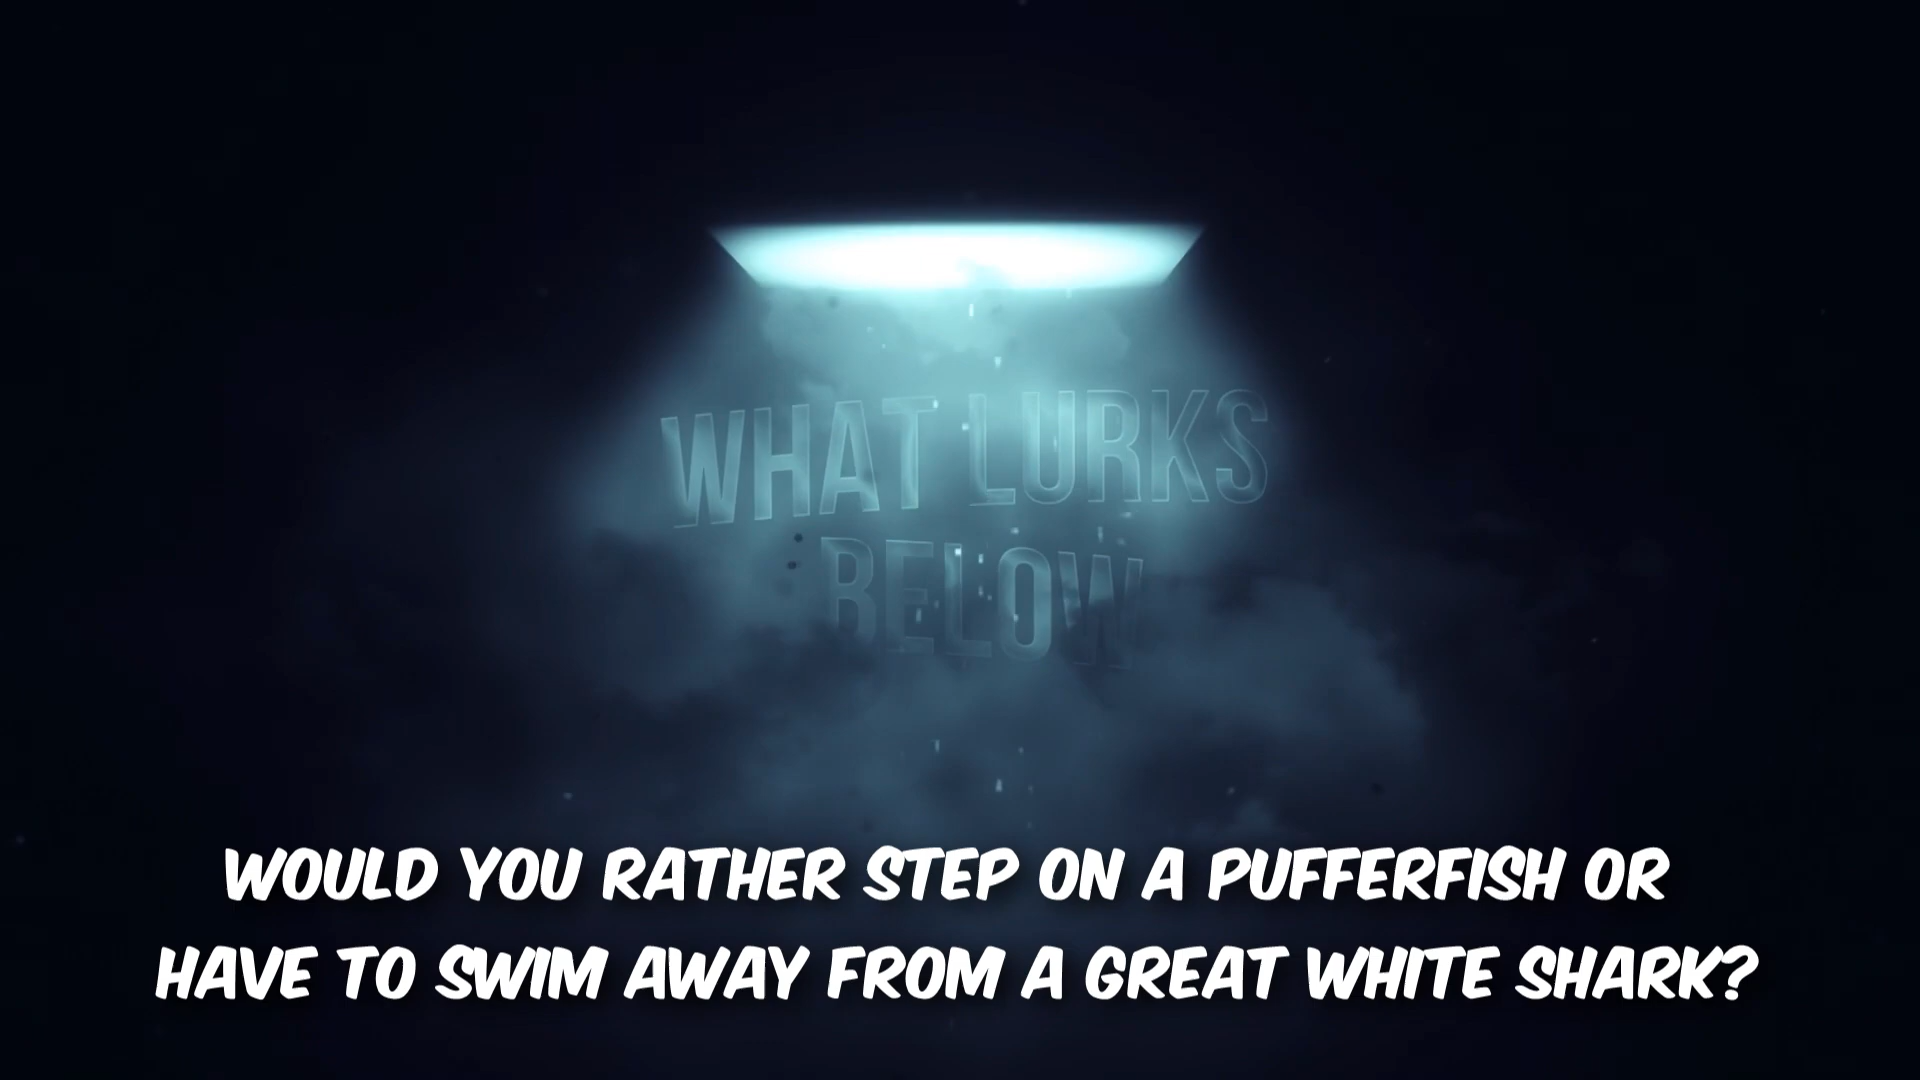 WHAT LURKS
BELOW
WOULD YOU RATHER STEP ON A PUFFERFISH OR
HAVE TO SWIM AWAY FROM A GREAT WHITE SHARK?